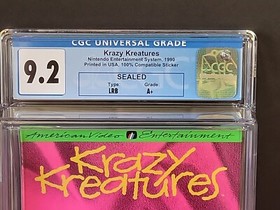 CGC UNIVERSAL GRADE
9.2
Krazy Kreatures
Nintendo Entertainment System, 1990
Printed in USA, 100% Compatible Sticker
SEALED
Type Grade
LRB A+
CGC
American Video Entertainment
Krazy
Kreatures